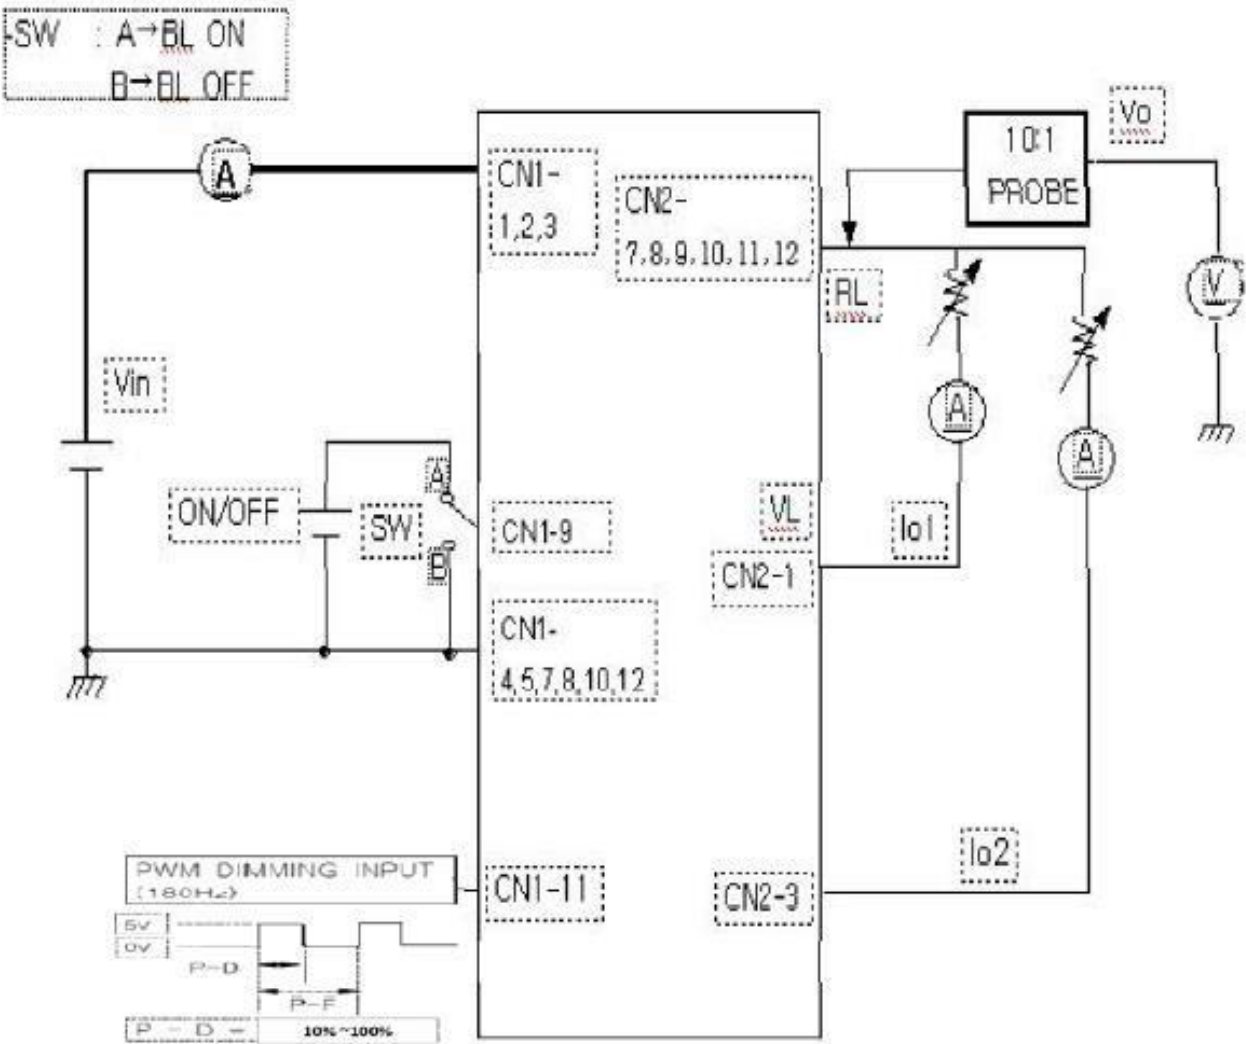 -SW : A→BL ON
B→BL OFF
A
CN1-
1,2,3
CN2-
7,8,9,10,11,12
10:1
PROBE
Vo
V
RL
Vin
A
A
ON/OFF
SW
A
B
CN1-9
VL
CN2-1
Io1
CN1-
4,5,7,8,10,12
Io2
PWM DIMMING INPUT
(180Hz)
CN1-11
CN2-3
5V
0V
P-D
P-F
P - D = 10%~100%